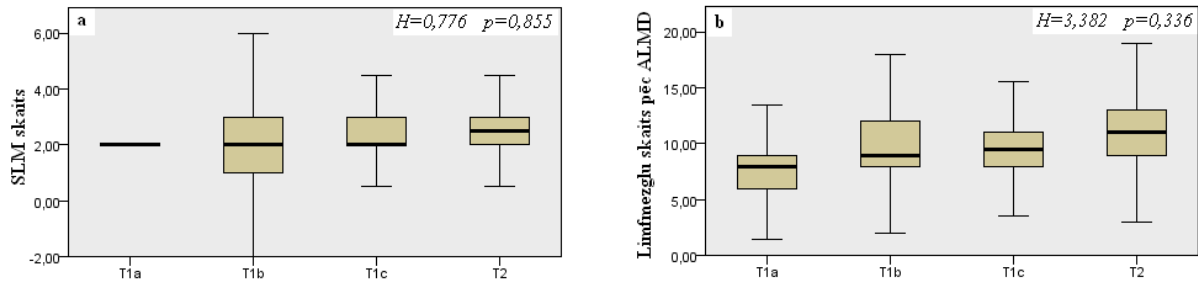 a
H=0,776 p=0,855
SLM skaits
6,00
4,00
2,00
0,00
-2,00
T1a T1b T1c T2
b
H=3,382 p=0,336
Limfmezglu skaits pēc ALMD
20,00
15,00
10,00
5,00
0,00
T1a T1b T1c T2